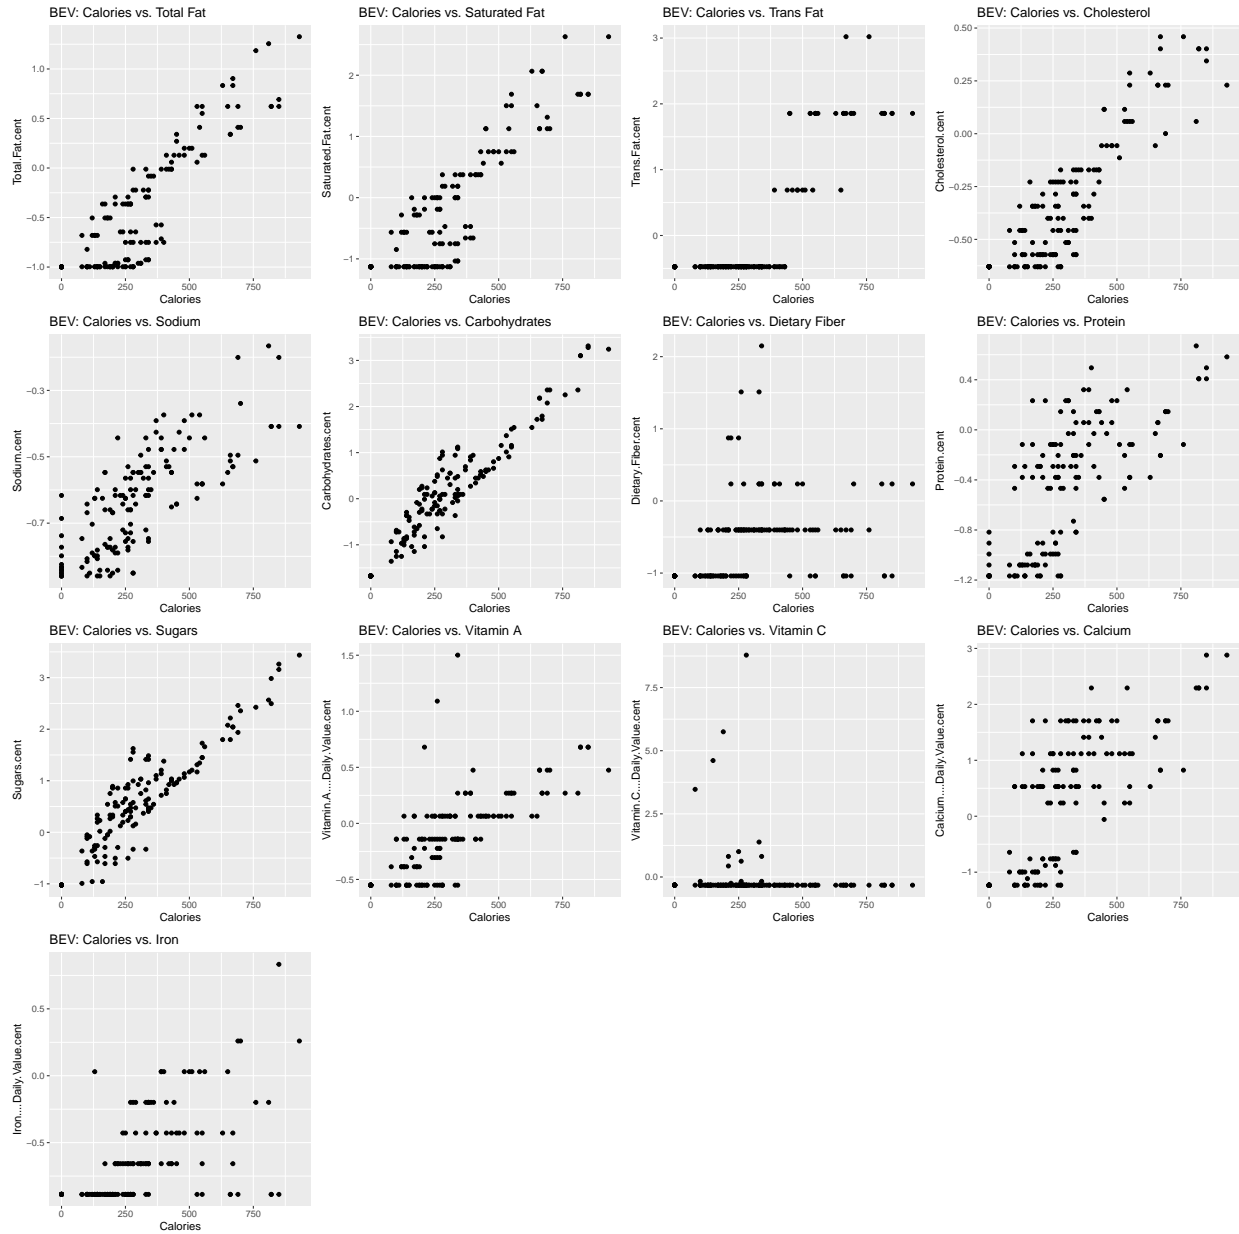 BEV: Calories vs. Total Fat
Total.Fat.cent
1.0
0.5
0.0
−0.5
−1.0
0 250 500 750
Calories
BEV: Calories vs. Saturated Fat
Saturated.Fat.cent
2
1
0
−1
0 250 500 750
Calories
BEV: Calories vs. Trans Fat
Trans.Fat.cent
3
2
1
0
0 250 500 750
Calories
BEV: Calories vs. Cholesterol
Cholesterol.cent
0.50
0.25
0.00
−0.25
−0.50
0 250 500 750
Calories
BEV: Calories vs. Sodium
Sodium.cent
−0.3
−0.5
−0.7
0 250 500 750
Calories
BEV: Calories vs. Carbohydrates
Carbohydrates.cent
3
2
1
0
−1
0 250 500 750
Calories
BEV: Calories vs. Dietary Fiber
Dietary.Fiber.cent
2
1
0
−1
0 250 500 750
Calories
BEV: Calories vs. Protein
Protein.cent
0.4
0.0
−0.4
−0.8
−1.2
0 250 500 750
Calories
BEV: Calories vs. Sugars
Sugars.cent
3
2
1
0
−1
0 250 500 750
Calories
BEV: Calories vs. Vitamin A
Vitamin.A....Daily.Value.cent
1.5
1.0
0.5
0.0
−0.5
0 250 500 750
Calories
BEV: Calories vs. Vitamin C
Vitamin.C....Daily.Value.cent
7.5
5.0
2.5
0.0
0 250 500 750
Calories
BEV: Calories vs. Calcium
Calcium....Daily.Value.cent
3
2
1
0
−1
0 250 500 750
Calories
BEV: Calories vs. Iron
Iron....Daily.Value.cent
0.5
0.0
−0.5
0 250 500 750
Calories